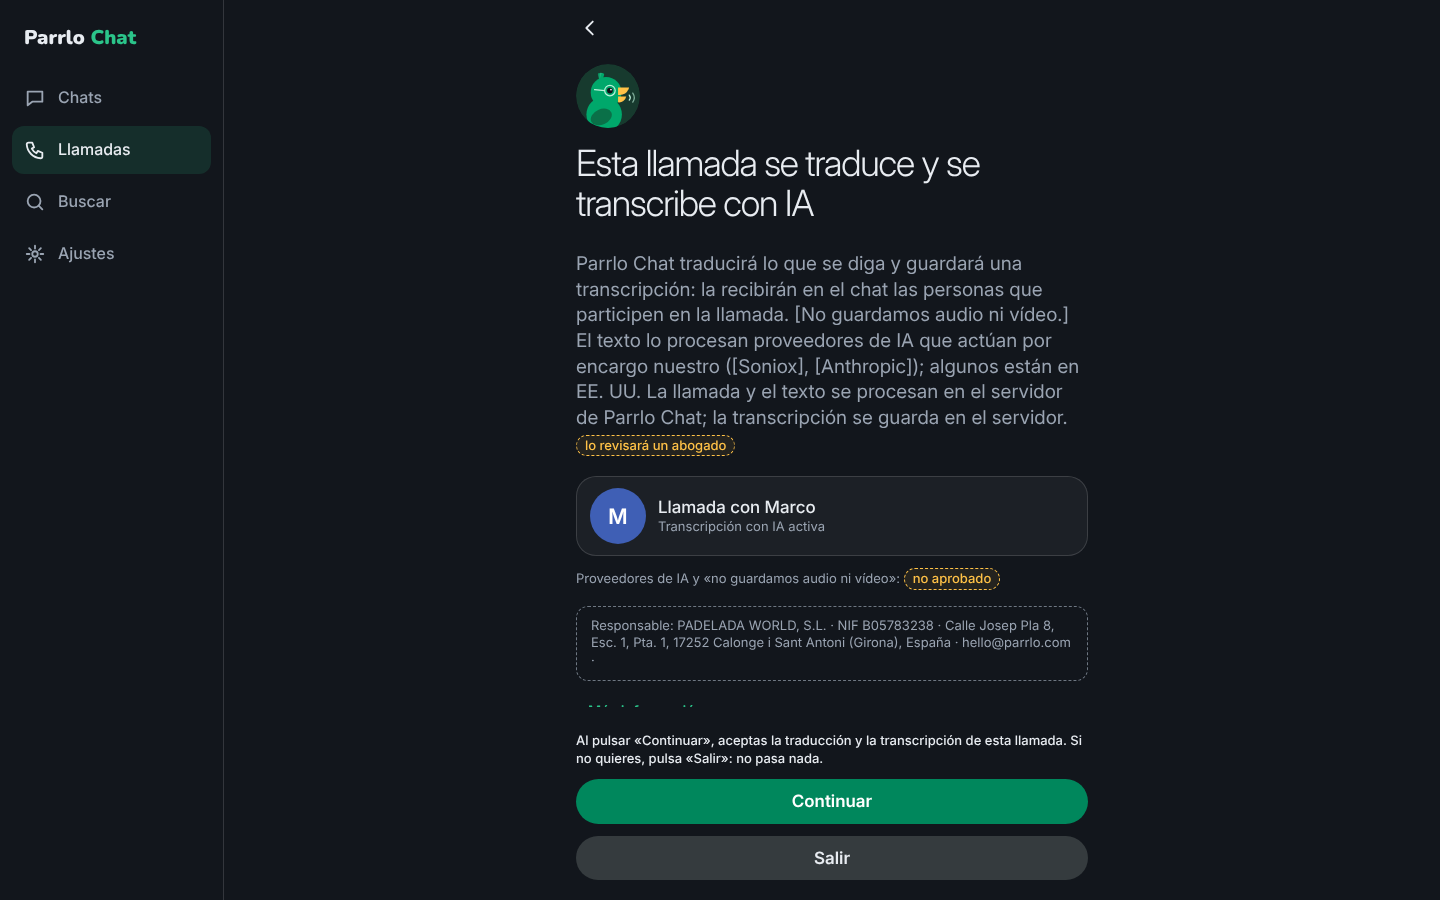 Parrlo Chat
Chats
Llamadas
Buscar
Ajustes
Esta llamada se traduce y se
transcribe con IA
Parrlo Chat traducirá lo que se diga y guardará una
transcripción: la recibirán en el chat las personas que
participen en la llamada. [No guardamos audio ni vídeo.]
El texto lo procesan proveedores de IA que actúan por
encargo nuestro ([Soniox], [Anthropic]); algunos están en
EE. UU. La llamada y el texto se procesan en el servidor
de Parrlo Chat; la transcripción se guarda en el servidor.
lo revisará un abogado
M
Llamada con Marco
Transcripción con IA activa
Proveedores de IA y «no guardamos audio ni vídeo»: no aprobado
Responsable: PADELADA WORLD, S.L. · NIF B05783238 · Calle Josep Pla 8,
Esc. 1, Pta. 1, 17252 Calonge i Sant Antoni (Girona), España · hello@parrlo.com
·
Al pulsar «Continuar», aceptas la traducción y la transcripción de esta llamada. Si
no quieres, pulsa «Salir»: no pasa nada.
Continuar
Salir